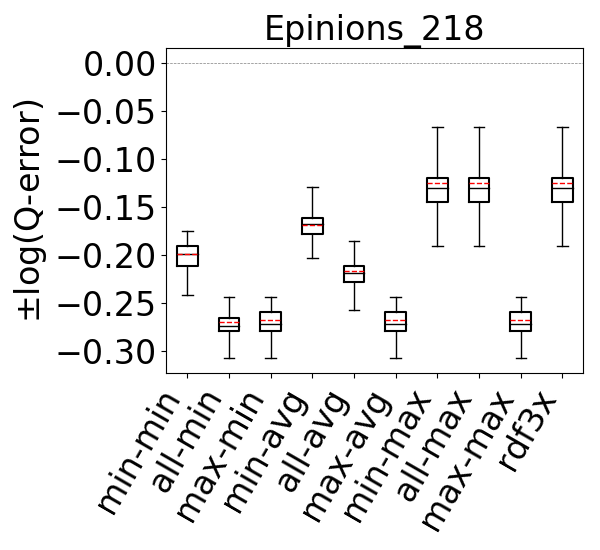 Epinions_218
±log(Q-error)
0.00
−0.05
−0.10
−0.15
−0.20
−0.25
−0.30
min-min
all-min
max-min
min-avg
all-avg
max-avg
min-max
all-max
max-max
rdf3x